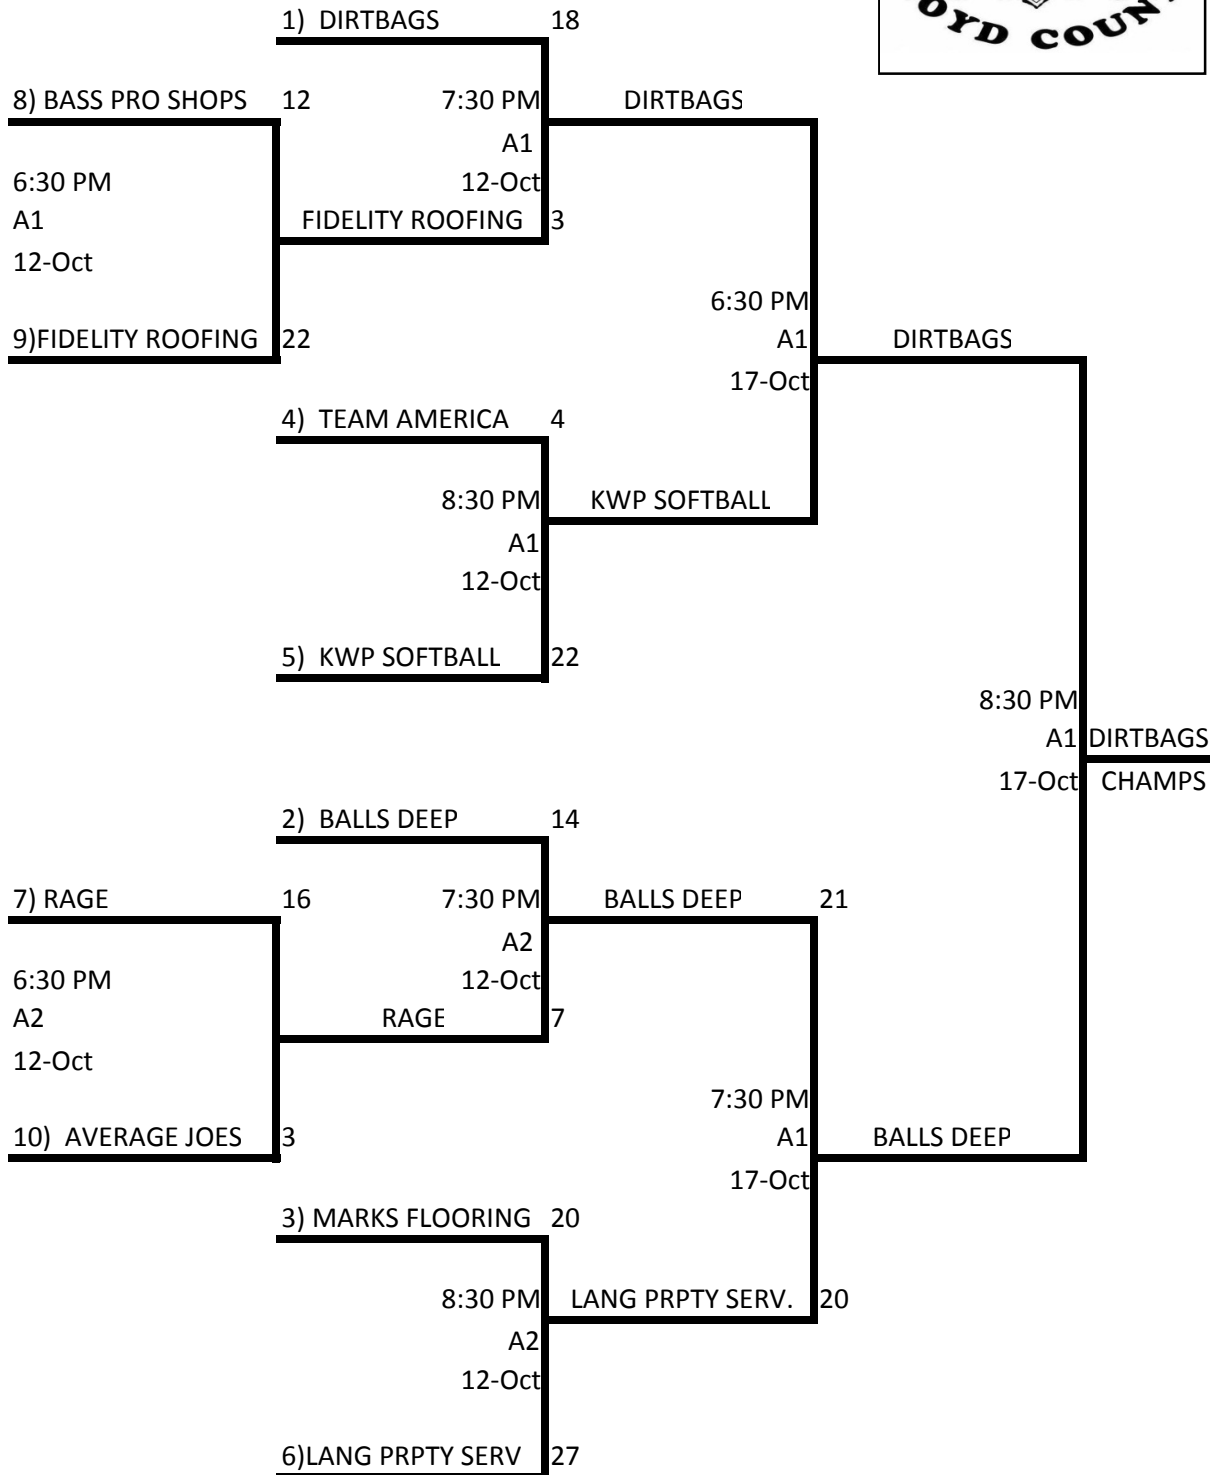 1) DIRTBAGS 18
OYD COUN
8) BASS PRO SHOPS 12 7:30 PM DIRTBAGS
A1
6:30 PM 12-Oct
A1 FIDELITY ROOFING 3
12-Oct
6:30 PM
9)FIDELITY ROOFING 22 A1 DIRTBAGS
17-Oct
4) TEAM AMERICA 4
8:30 PM KWP SOFTBALL
A1
12-Oct
5) KWP SOFTBALL 22
8:30 PM
A1 DIRTBAGS
17-Oct CHAMPS
2) BALLS DEEP 14
7) RAGE 16 7:30 PM BALLS DEEP 21
A2
6:30 PM 12-Oct
A2 RAGE 7
12-Oct
7:30 PM
10) AVERAGE JOES 3 A1 BALLS DEEP
17-Oct
3) MARKS FLOORING 20
8:30 PM LANG PRPTY SERV. 20
A2
12-Oct
6)LANG PRPTY SERV 27